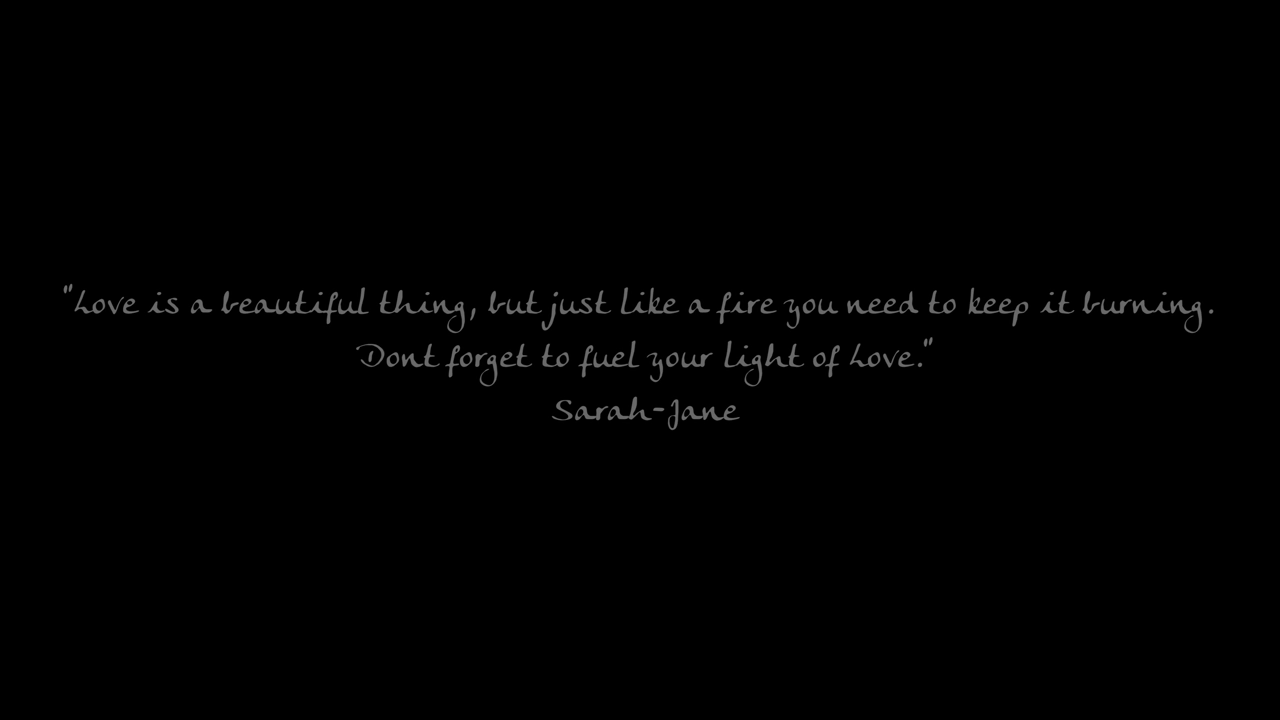 "Love is a beautiful thing, but just like a fire you need to keep it burning.
Dont forget to fuel your light of Love."
Sarah-Jane